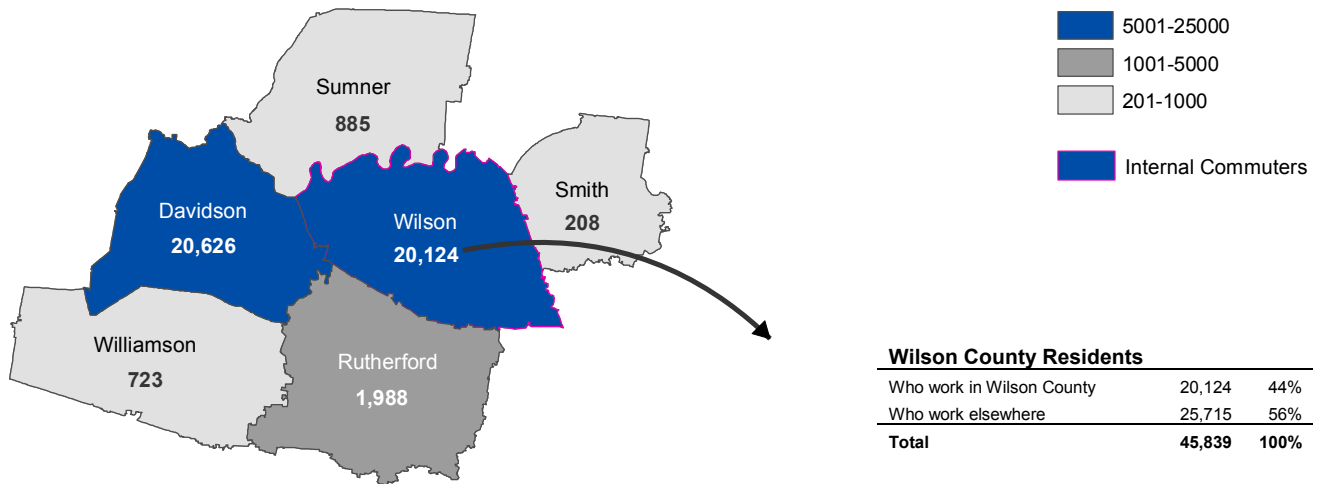 5001-25000
1001-5000
201-1000
Internal Commuters
Sumner
885
Smith
208
Davidson
20,626
Wilson
20,124
Williamson
723
Rutherford
1,988
Wilson County Residents
Who work in Wilson County 20,124 44%
Who work elsewhere 25,715 56%
Total 45,839 100%